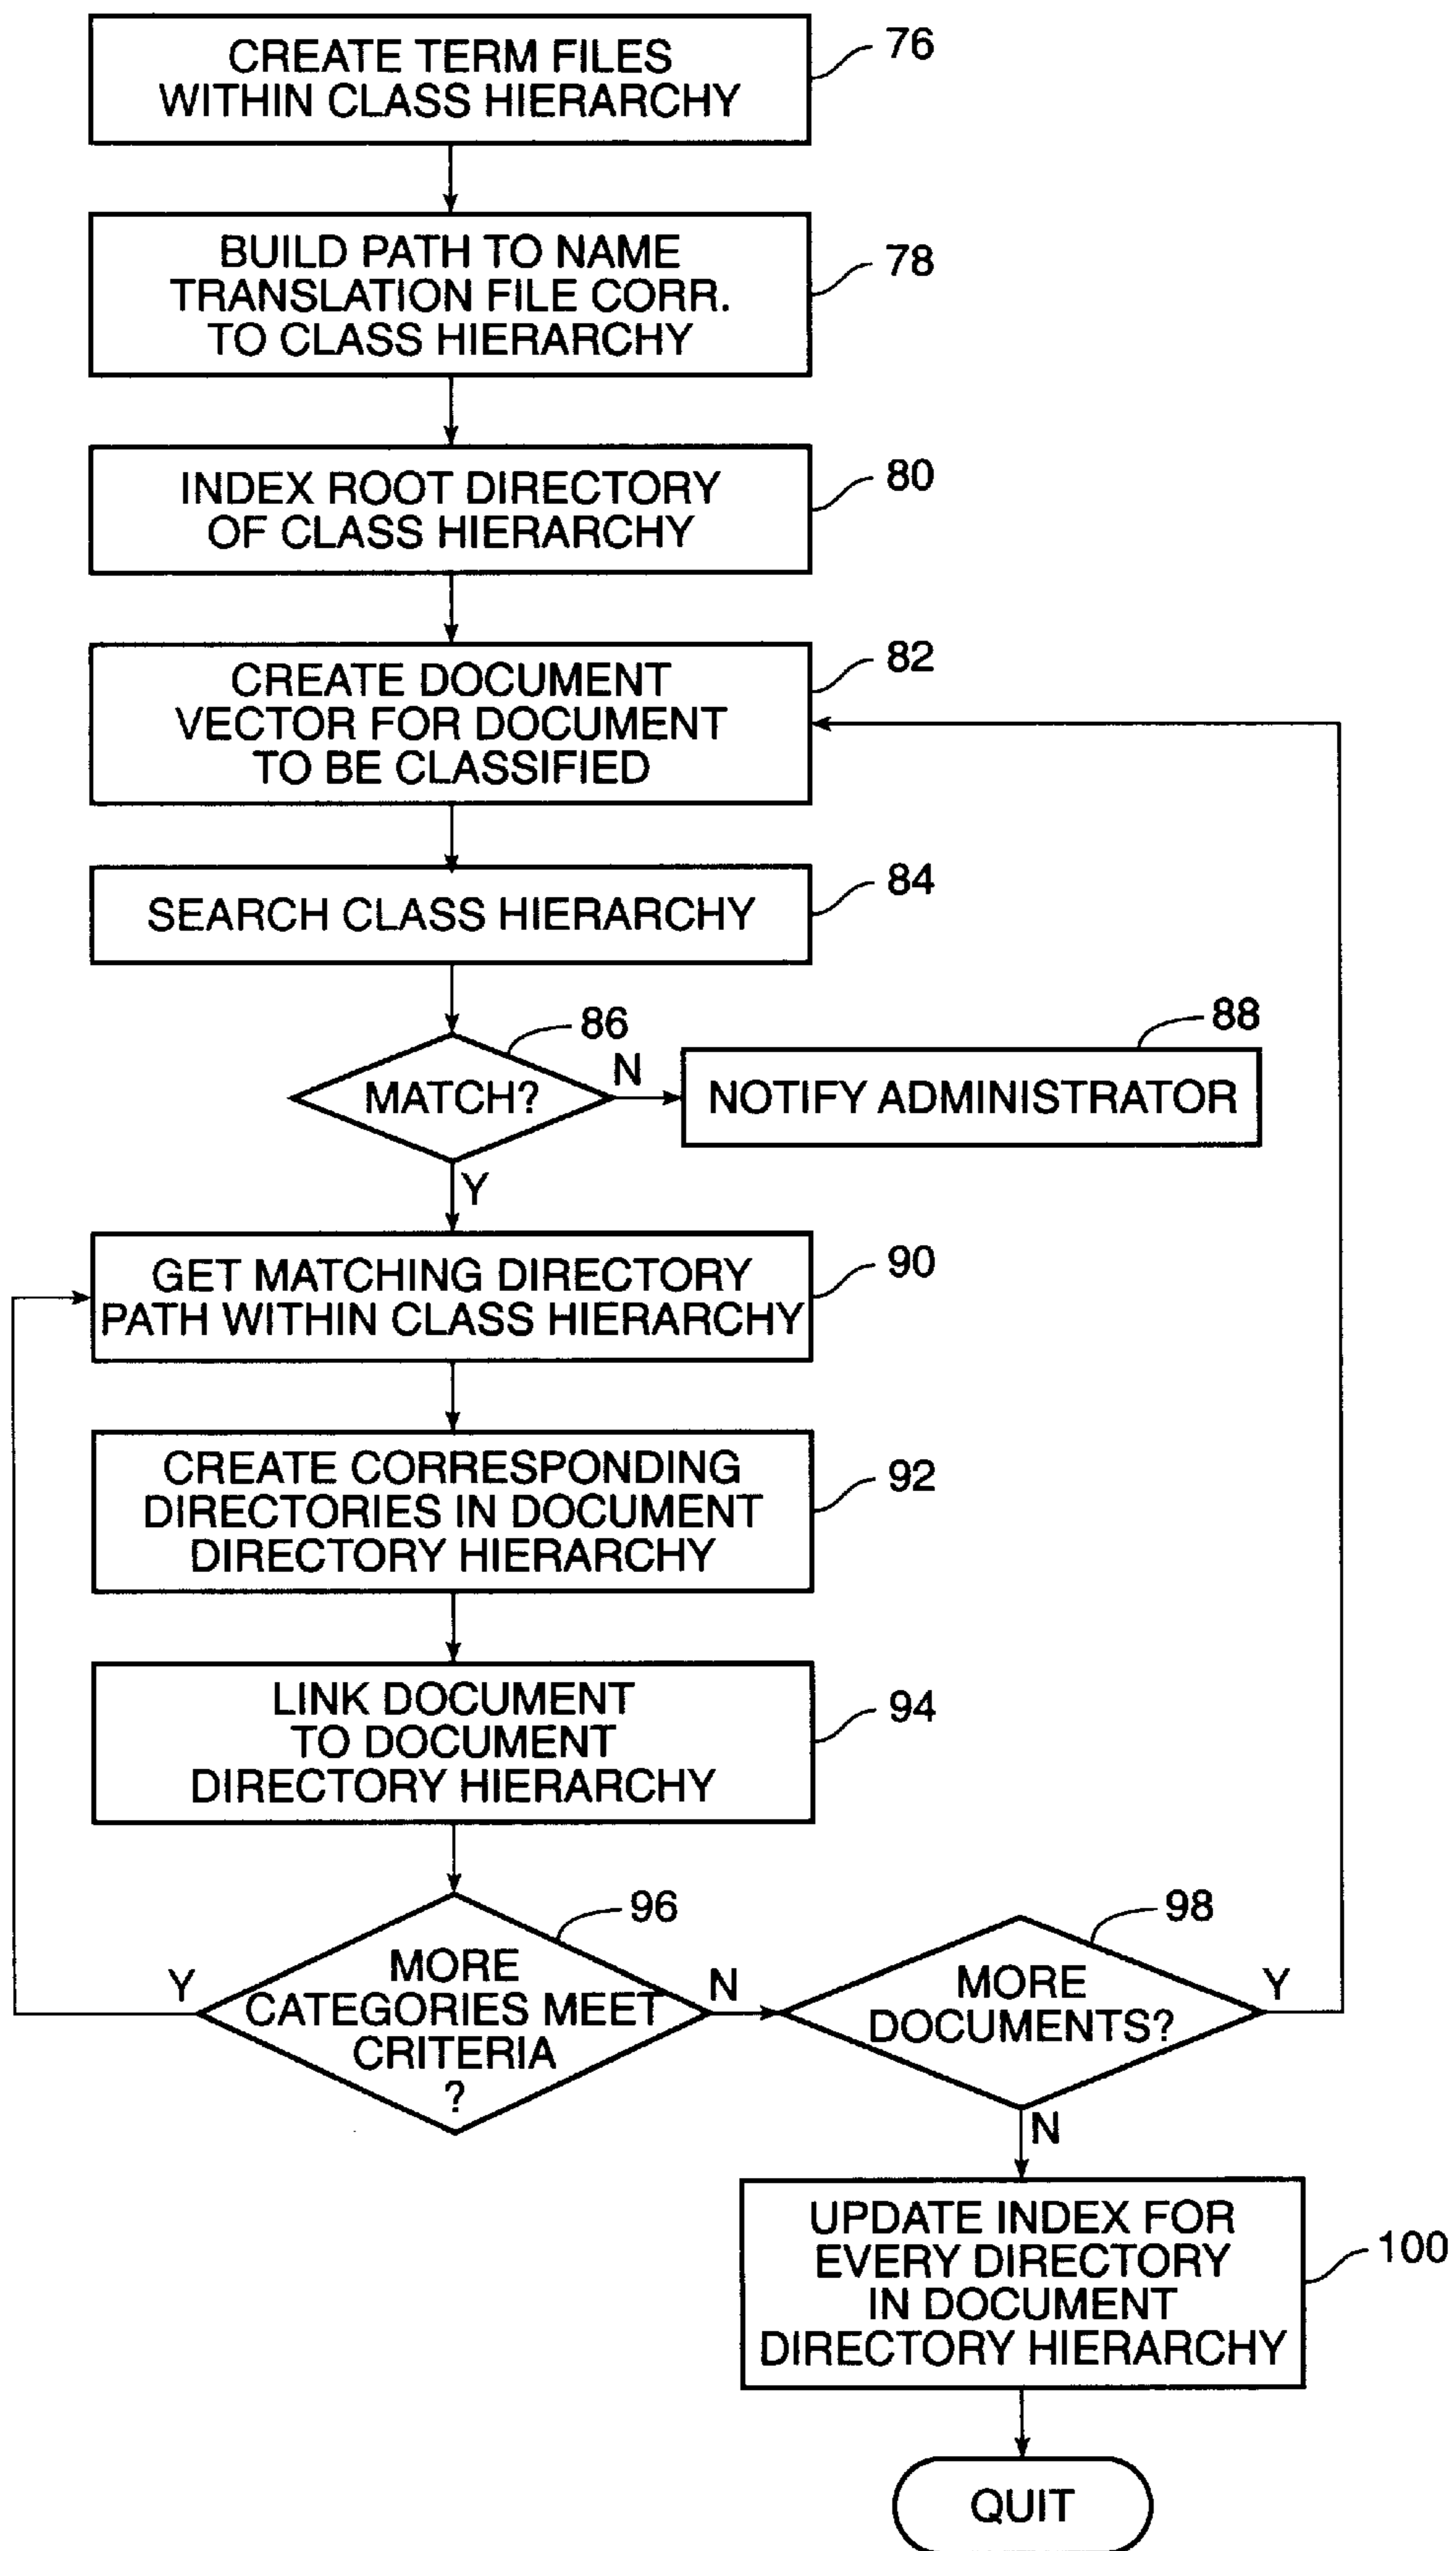 CREATE TERM FILES
WITHIN CLASS HIERARCHY
76
BUILD PATH TO NAME
TRANSLATION FILE CORR.
TO CLASS HIERARCHY
78
INDEX ROOT DIRECTORY
OF CLASS HIERARCHY
80
CREATE DOCUMENT
VECTOR FOR DOCUMENT
TO BE CLASSIFIED
82
SEARCH CLASS HIERARCHY
84
MATCH?
86
N
NOTIFY ADMINISTRATOR
88
Y
GET MATCHING DIRECTORY
PATH WITHIN CLASS HIERARCHY
90
CREATE CORRESPONDING
DIRECTORIES IN DOCUMENT
DIRECTORY HIERARCHY
92
LINK DOCUMENT
TO DOCUMENT
DIRECTORY HIERARCHY
94
Y
MORE
CATEGORIES MEET
CRITERIA
?
96
N
MORE
DOCUMENTS?
98
Y
N
UPDATE INDEX FOR
EVERY DIRECTORY
IN DOCUMENT
DIRECTORY HIERARCHY
100
QUIT